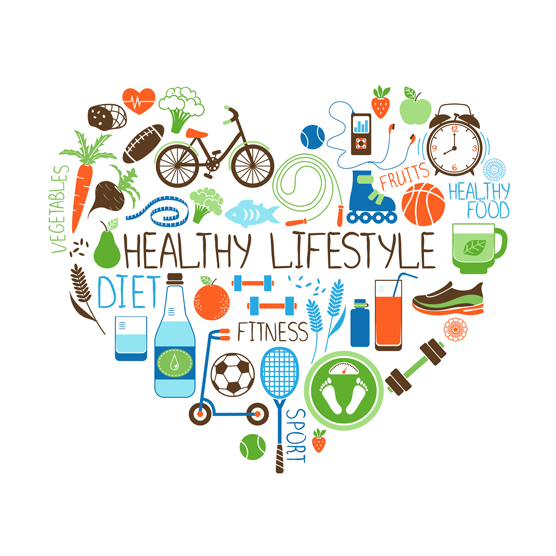 VEGETABLES
FRUITS
HEALTHY
FOOD
HEALTHY LIFESTYLE
DIET
FITNESS
SPORT